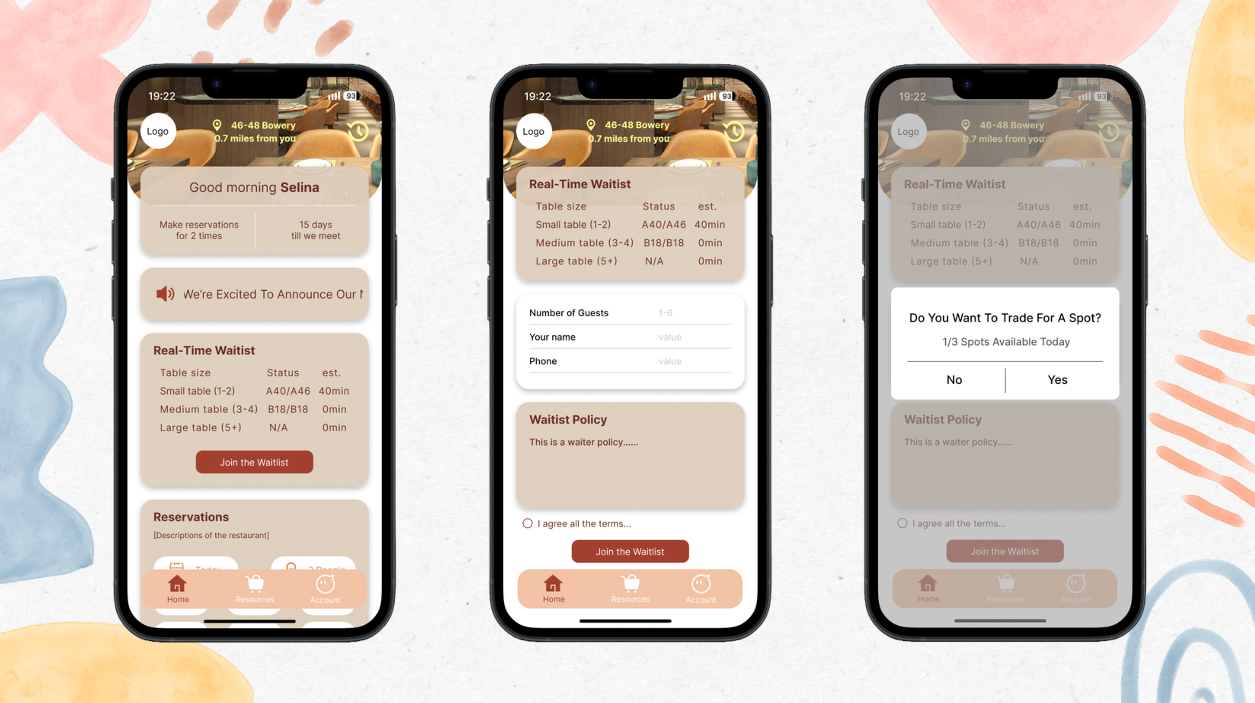 19:22
93
Logo
46-48 Bowery
0.7 miles from you
Good morning Selina
Make reservations
for 2 times
15 days
till we meet
We're Excited To Announce Our
Real-Time Waitist
Table size Status est.
Small table (1-2) A40/A46 40min
Medium table (3-4) B18/B18 0min
Large table (5+) N/A 0min
Join the Waitlist
Reservations
[Descriptions of the restaurant]
Today
2 People
Home Resources Account
19:22
93
Logo
46-48 Bowery
0.7 miles from you
Real-Time Waitist
Table size Status est.
Small table (1-2) A40/A46 40min
Medium table (3-4) B18/B18 0min
Large table (5+) N/A 0min
Number of Guests 1-6
Your name value
Phone value
Waitist Policy
This is a waiter policy......
I agree all the terms...
Join the Waitlist
Home Resources Account
19:22
93
Logo
46-48 Bowery
0.7 miles from you
Real-Time Waitist
Table size Status est.
Small table (1-2) A40/A46 40min
Medium table (3-4) B18/B18 0min
Large table (5+) N/A 0min
Do You Want To Trade For A Spot?
1/3 Spots Available Today
No Yes
Waitist Policy
This is a waiter policy......
I agree all the terms...
Join the Waitlist
Home Resources Account